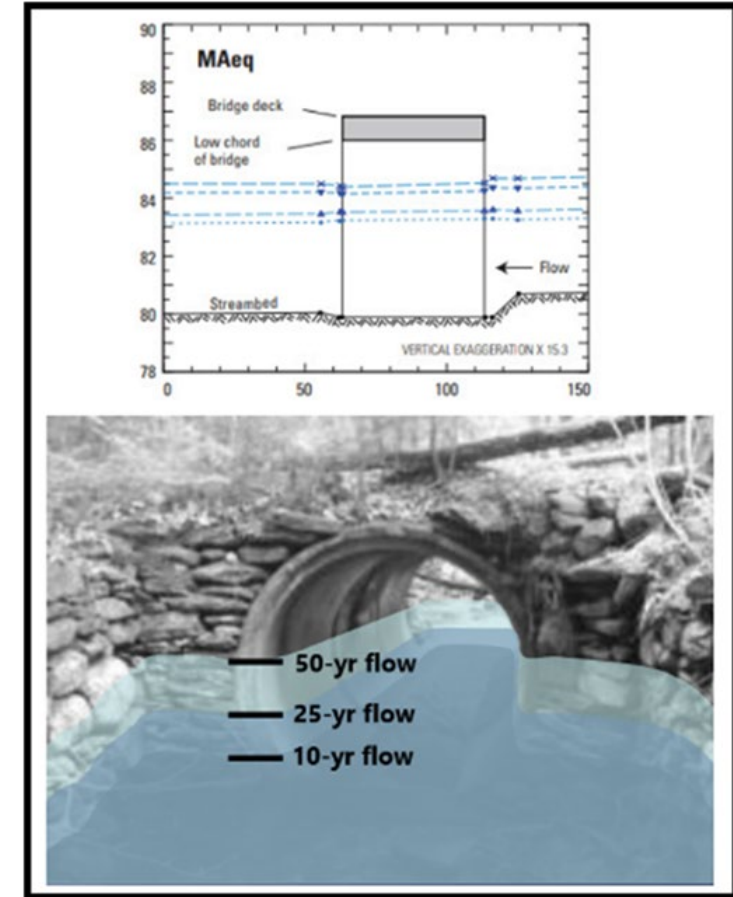 90
MAeq
88
Bridge deck
86
Low chord
of bridge
84
82
Flow
Streambed
80
VERTICAL EXAGGERATION X 15.3
78
0 50 100 150
50-yr flow
25-yr flow
10-yr flow